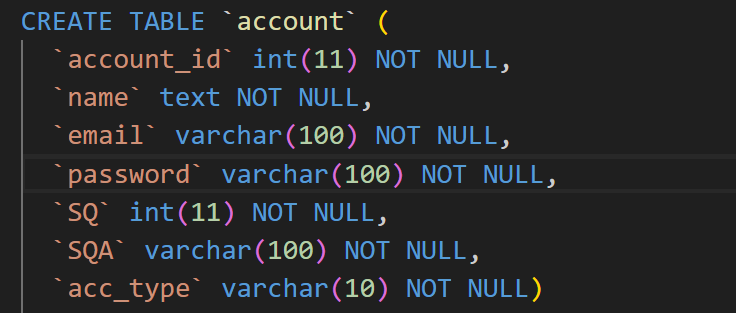 CREATE TABLE `account` (
`account_id` int(11) NOT NULL,
`name` text NOT NULL,
`email` varchar(100) NOT NULL,
`password` varchar(100) NOT NULL,
`SQ` int(11) NOT NULL,
`SQA` varchar(100) NOT NULL,
`acc_type` varchar(10) NOT NULL)